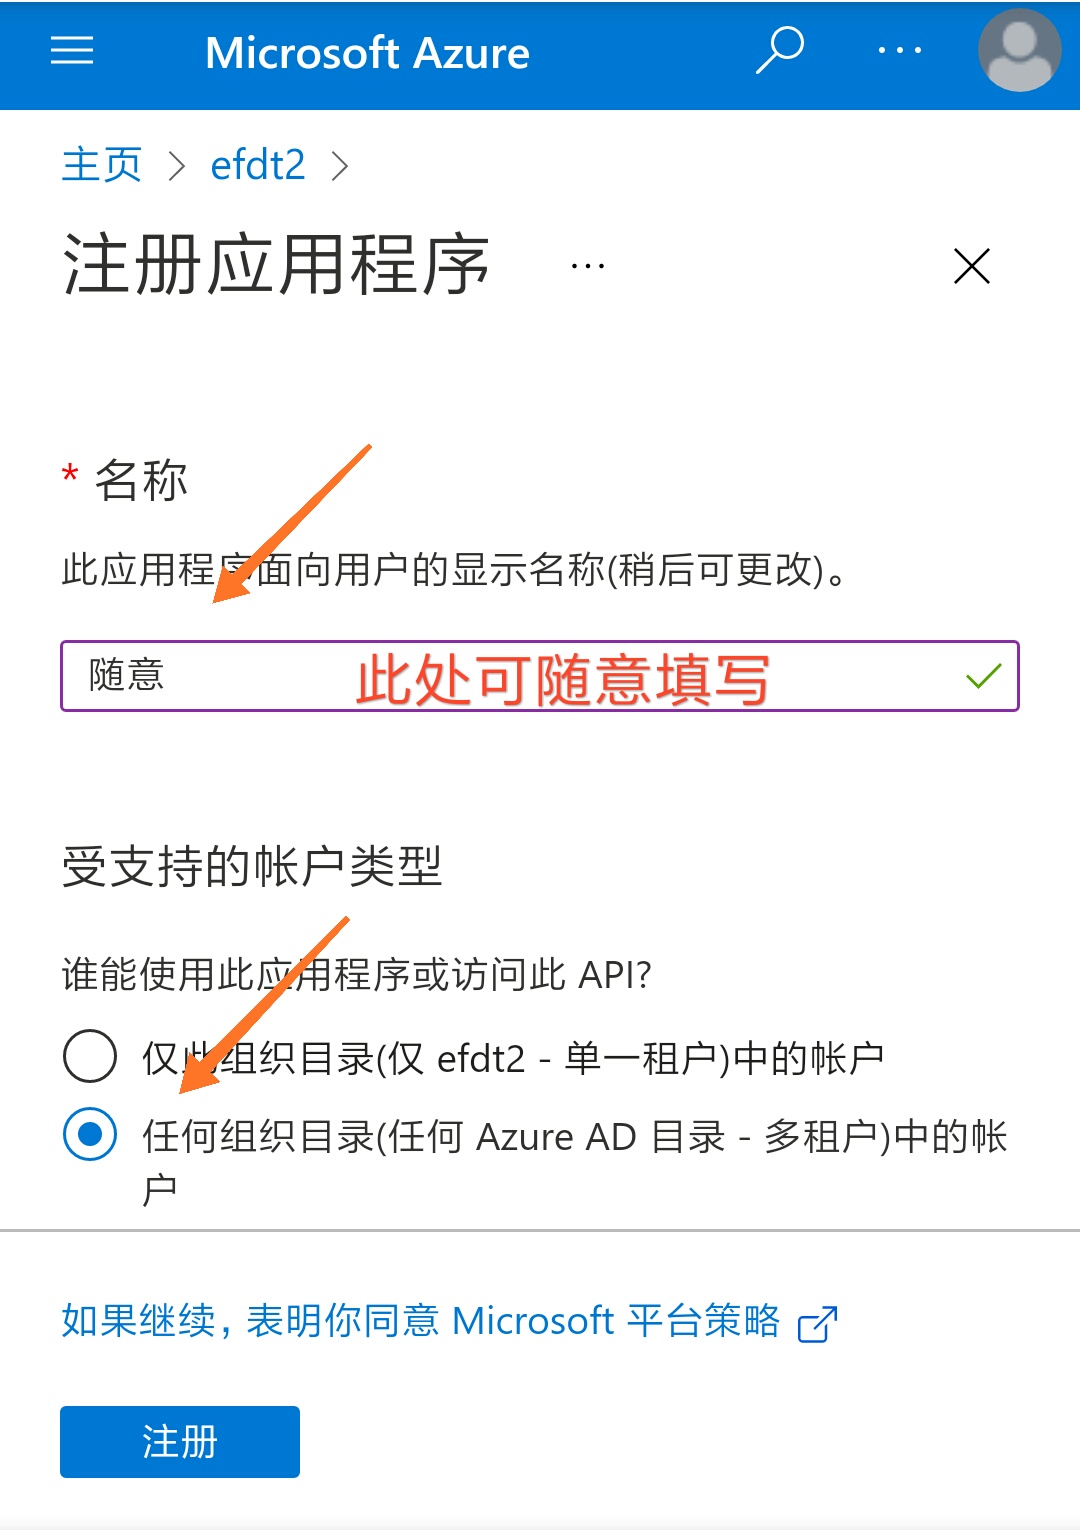 Microsoft Azure
主页 > efdt2 >
注册应用程序 ...
* 名称
此应用程序面向用户的显示名称(稍后可更改)。
随意 此处可随意填写
受支持的帐户类型
谁能使用此应用程序或访问此 API?
仅此组织目录(仅 efdt2 - 单一租户)中的帐户
任何组织目录(任何 Azure AD 目录 - 多租户)中的帐
户
如果继续，表明你同意 Microsoft 平台策略
注册